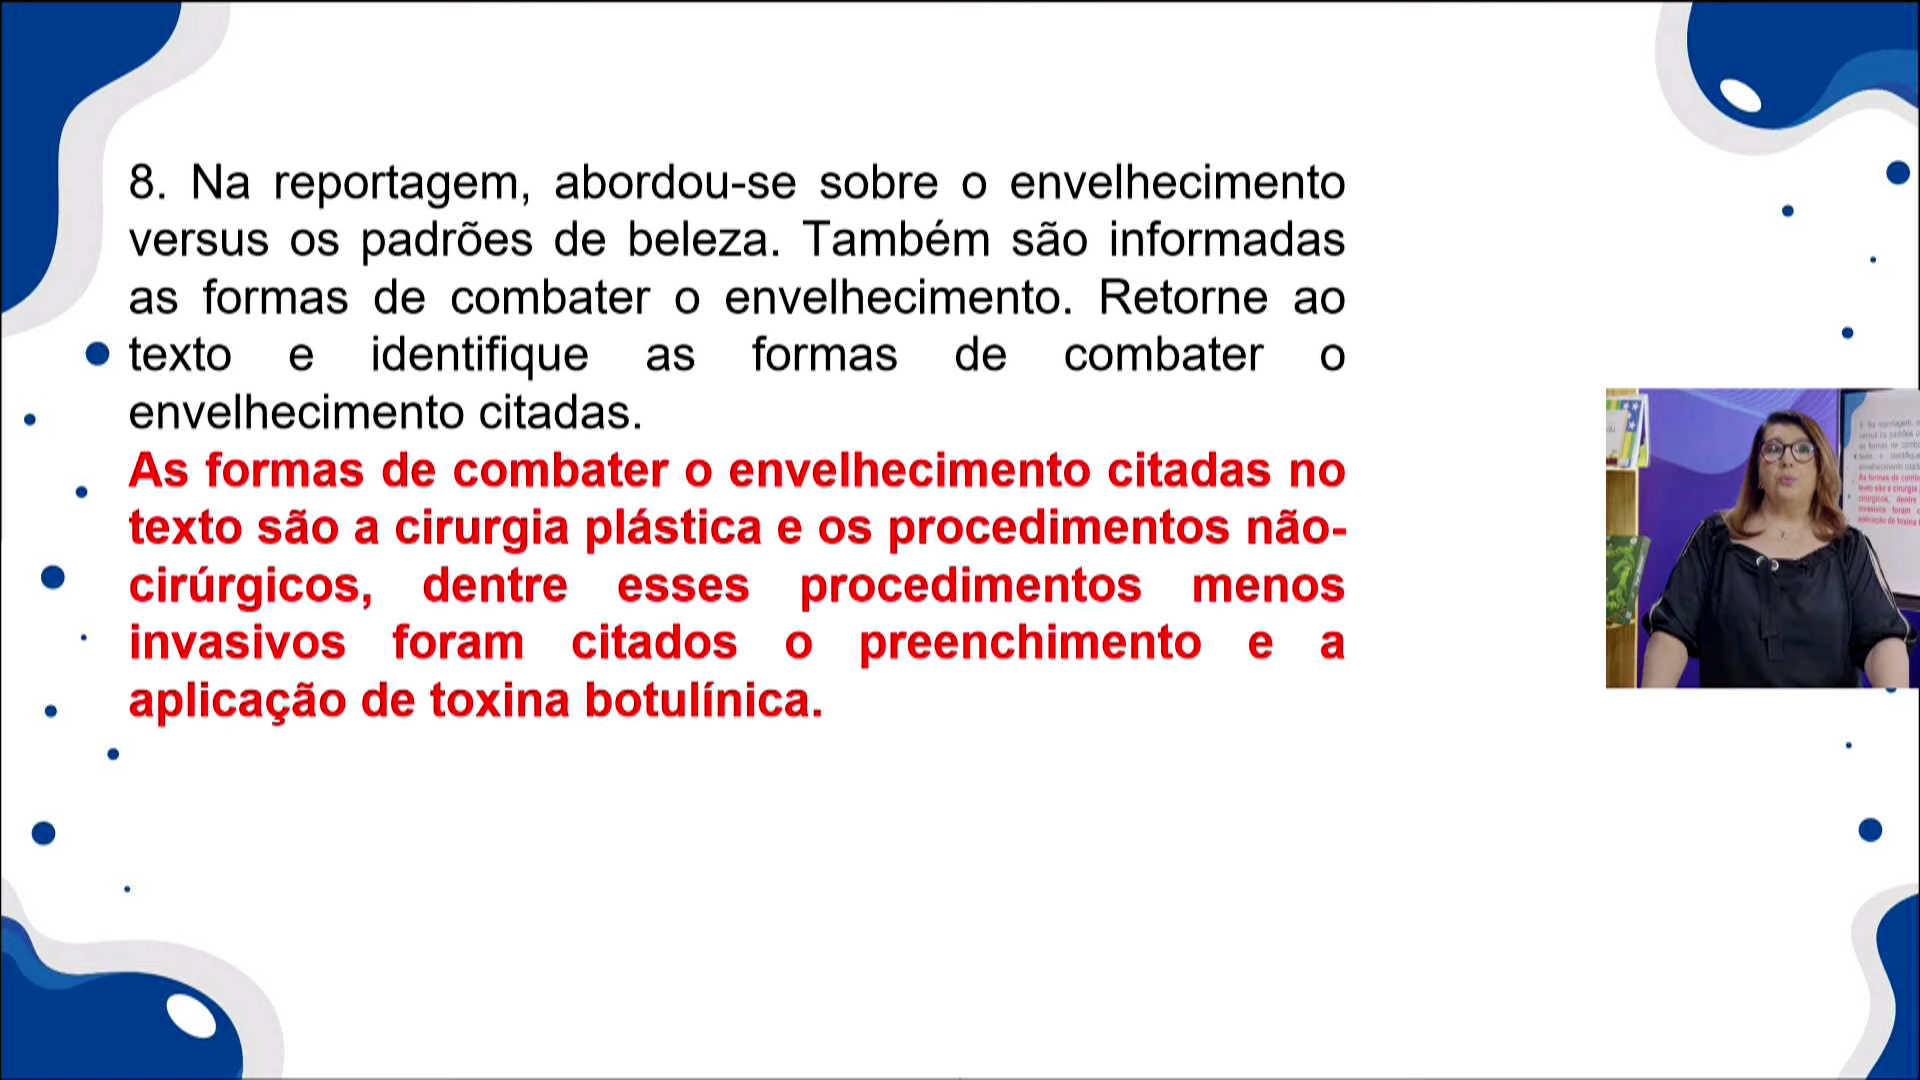 8. Na reportagem, abordou-se sobre o envelhecimento
versus os padrões de beleza. Também são informadas
as formas de combater o envelhecimento. Retorne ao
texto e identifique as formas de combater o
envelhecimento citadas.
As formas de combater o envelhecimento citadas no
texto são a cirurgia plástica e os procedimentos não-
cirúrgicos, dentre esses procedimentos menos
invasivos foram citados o preenchimento e a
aplicação de toxina botulínica.